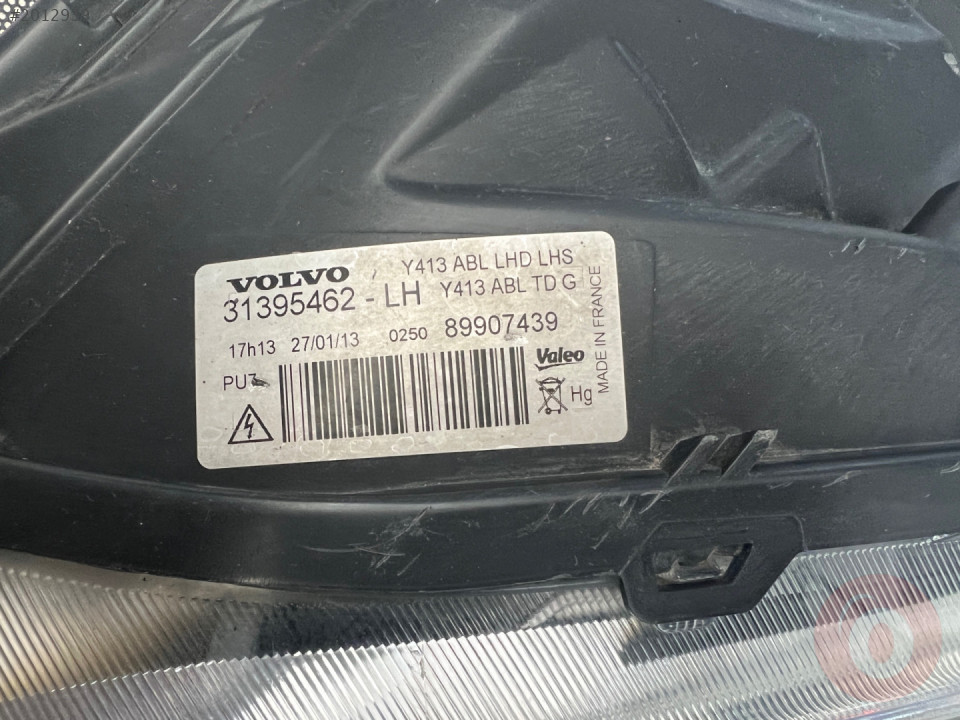 VOLVO Y413 ABL LHD LHS
31395462 - LH Y413 ABL TD G
17h13 27/01/13 0250 89907439
Valeo
Hg
MADE IN FRANCE